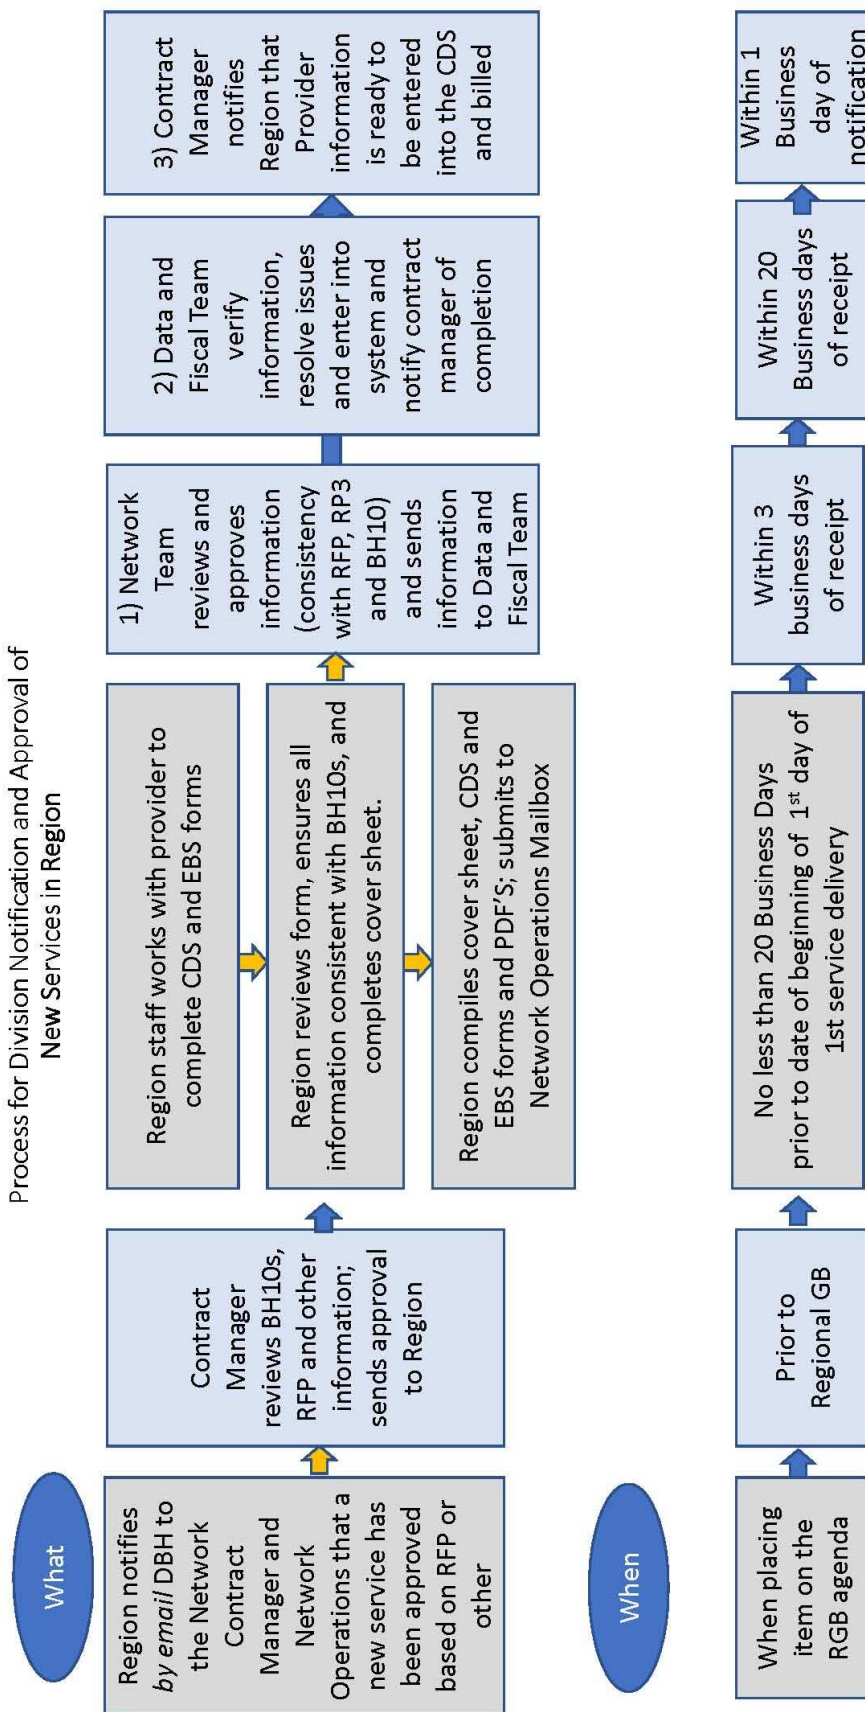 Process for Division Notification and Approval of
New Services in Region
What
Region notifies
by email DBH to
the Network
Contract
Manager and
Network
Operations that a
new service has
been approved
based on RFP or
other
Contract
Manager
reviews BH10s,
RFP and other
information;
sends approval
to Region
Region staff works with provider to
complete CDS and EBS forms
Region reviews form, ensures all
information consistent with BH10s, and
completes cover sheet.
Region compiles cover sheet, CDS and
EBS forms and PDF'S; submits to
Network Operations Mailbox
1) Network
Team
reviews and
approves
information
(consistency
with RFP, RP3
and BH10)
and sends
information
to Data and
Fiscal Team
2) Data and
Fiscal Team
verify
information,
resolve issues
and enter into
system and
notify contract
manager of
completion
3) Contract
Manager
notifies
Region that
Provider
information
is ready to
be entered
into the CDS
and billed
When
When placing
item on the
RGB agenda
Prior to
Regional GB
No less than 20 Business Days
prior to date of beginning of 1st day of
1st service delivery
Within 3
business days
of receipt
Within 20
Business days
of receipt
Within 1
Business
day of
notification